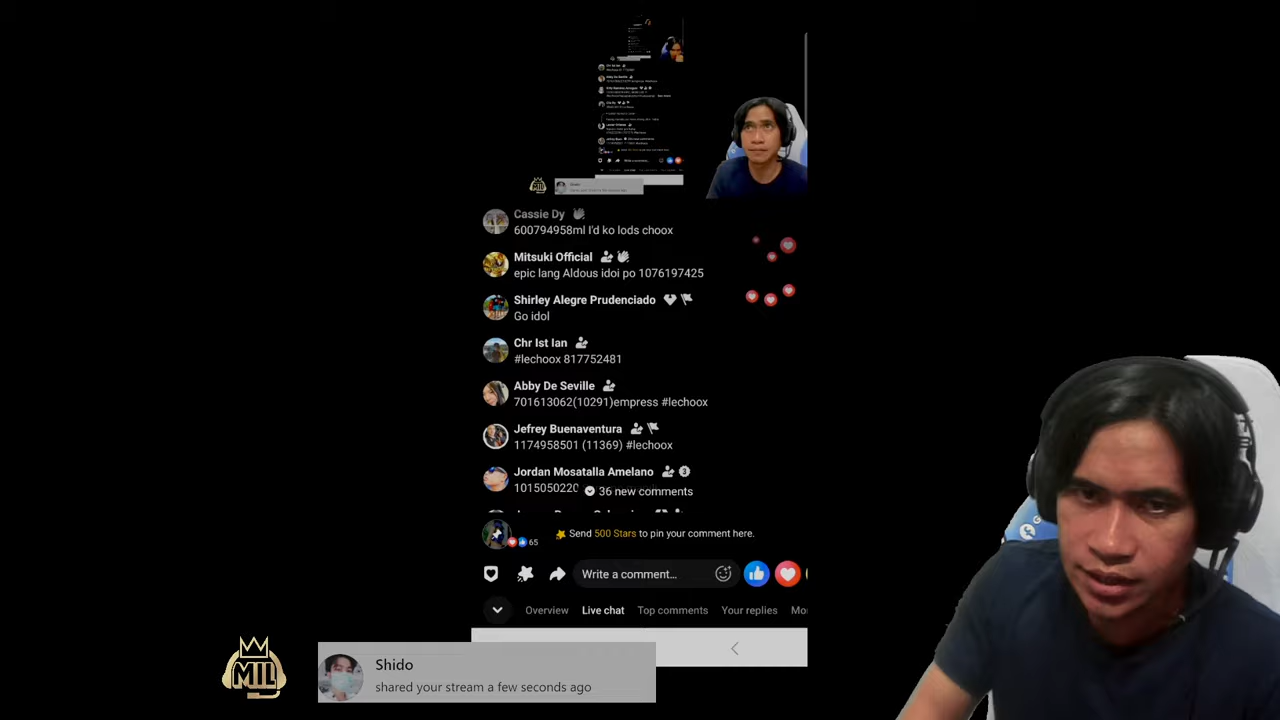 Cassie Dy
600794958ml I'd ko lods choox
Mitsuki Official
epic lang Aldous idoi po 1076197425
Shirley Alegre Prudenciado
Go idol
Chr Ist Ian
#lechoox 817752481
Abby De Seville
701613062(10291)empress #lechoox
Jefrey Buenaventura
1174958501 (11369) #lechoox
Jordan Mosatalla Amelano
1015050220
36 new comments
65
Send 500 Stars to pin your comment here.
Write a comment…
Overview Live chat Top comments Your replies Mo
MIL
Shido
shared your stream a few seconds ago